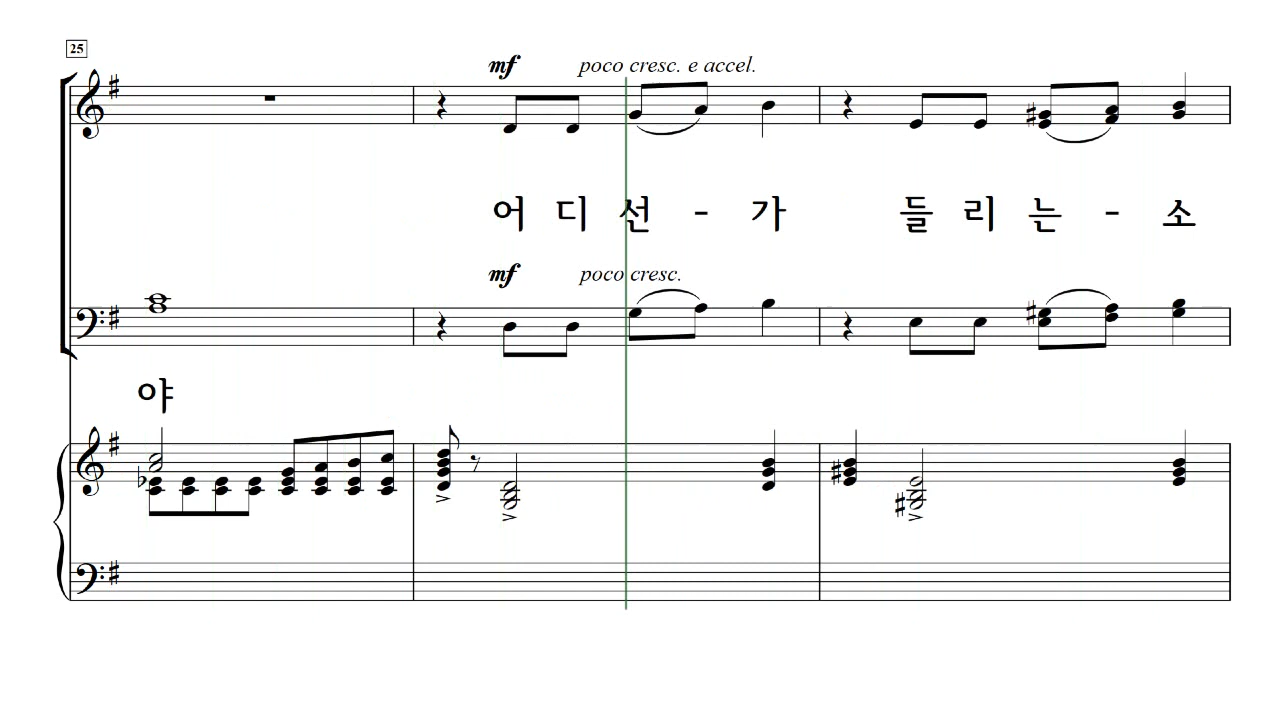 25
mf poco cresc. e accel.
어 디 선 - 가 들 리 는 - 소
mf poco cresc.
야